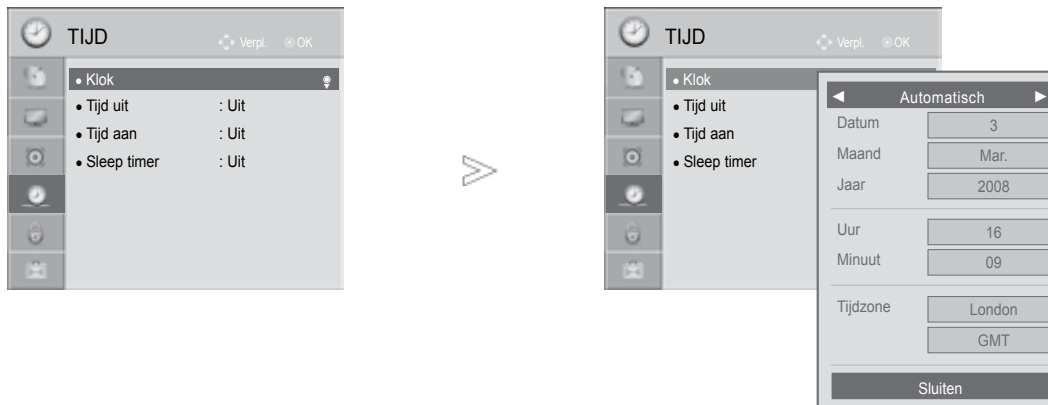 TIJD Verpl. OK
• Klok
• Tijd uit : Uit
• Tijd aan : Uit
• Sleep timer : Uit
TIJD Verpl. OK
• Klok
• Tijd uit
• Tijd aan
• Sleep timer
◄ Automatisch ►
Datum 3
Maand Mar.
Jaar 2008
Uur 16
Minuut 09
Tijdzone London
GMT
Sluiten